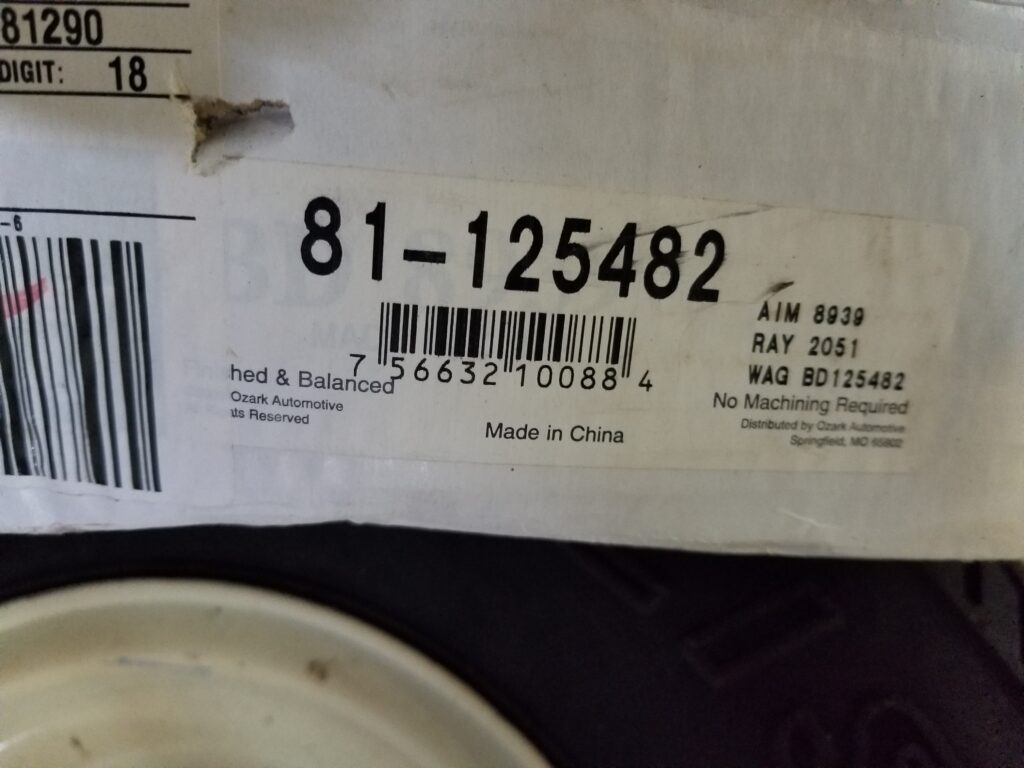 81290
DIGIT: 18
-6
81-125482
AIM 8939
RAY 2051
WAG BD125482
7 56632 10088 4
hed & Balanced
Ozark Automotive
ts Reserved
Made in China
No Machining Required
Distributed by Ozark Automotive
Springfield, MO 65802